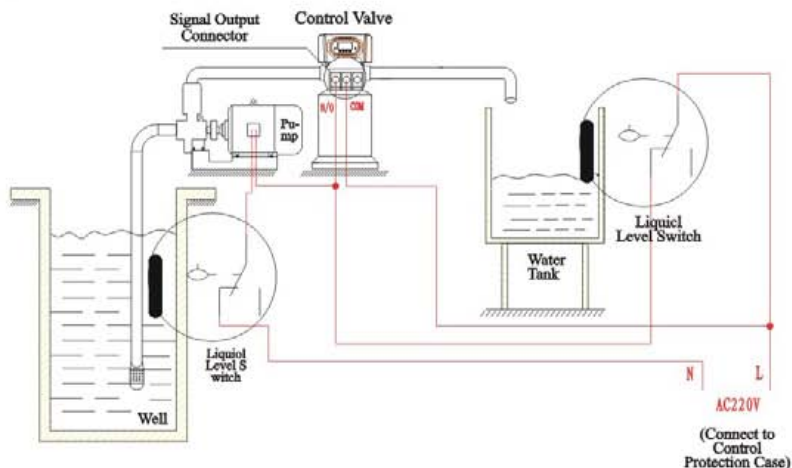 Signal Output
Connector
Control Valve
N/O
COM
Pu-
mp
Liquicl
Level Switch
Water
Tank
Liquiol
Level S
witch
Well
N
L
AC220V
(Connect to
Control
Protection Case)